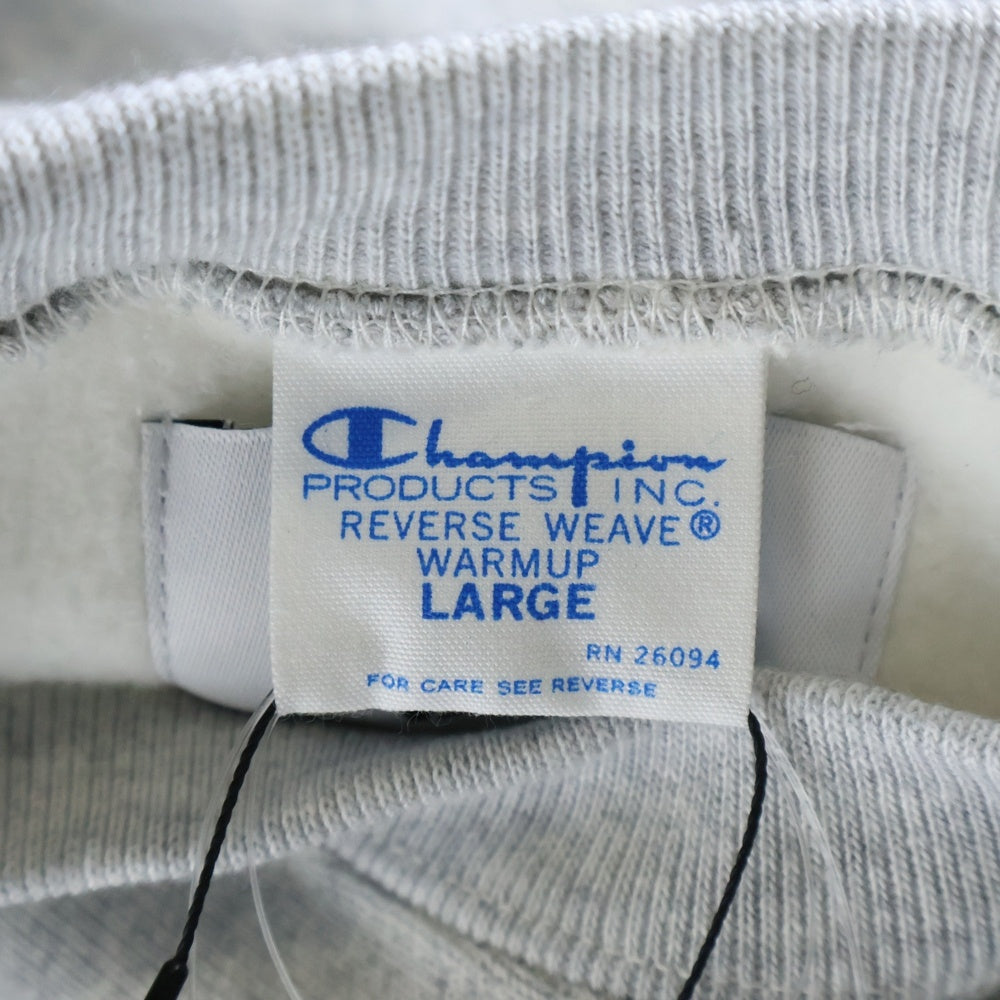 Champion
PRODUCTS INC.
REVERSE WEAVE®
WARMUP
LARGE
RN 26094
FOR CARE SEE REVERSE